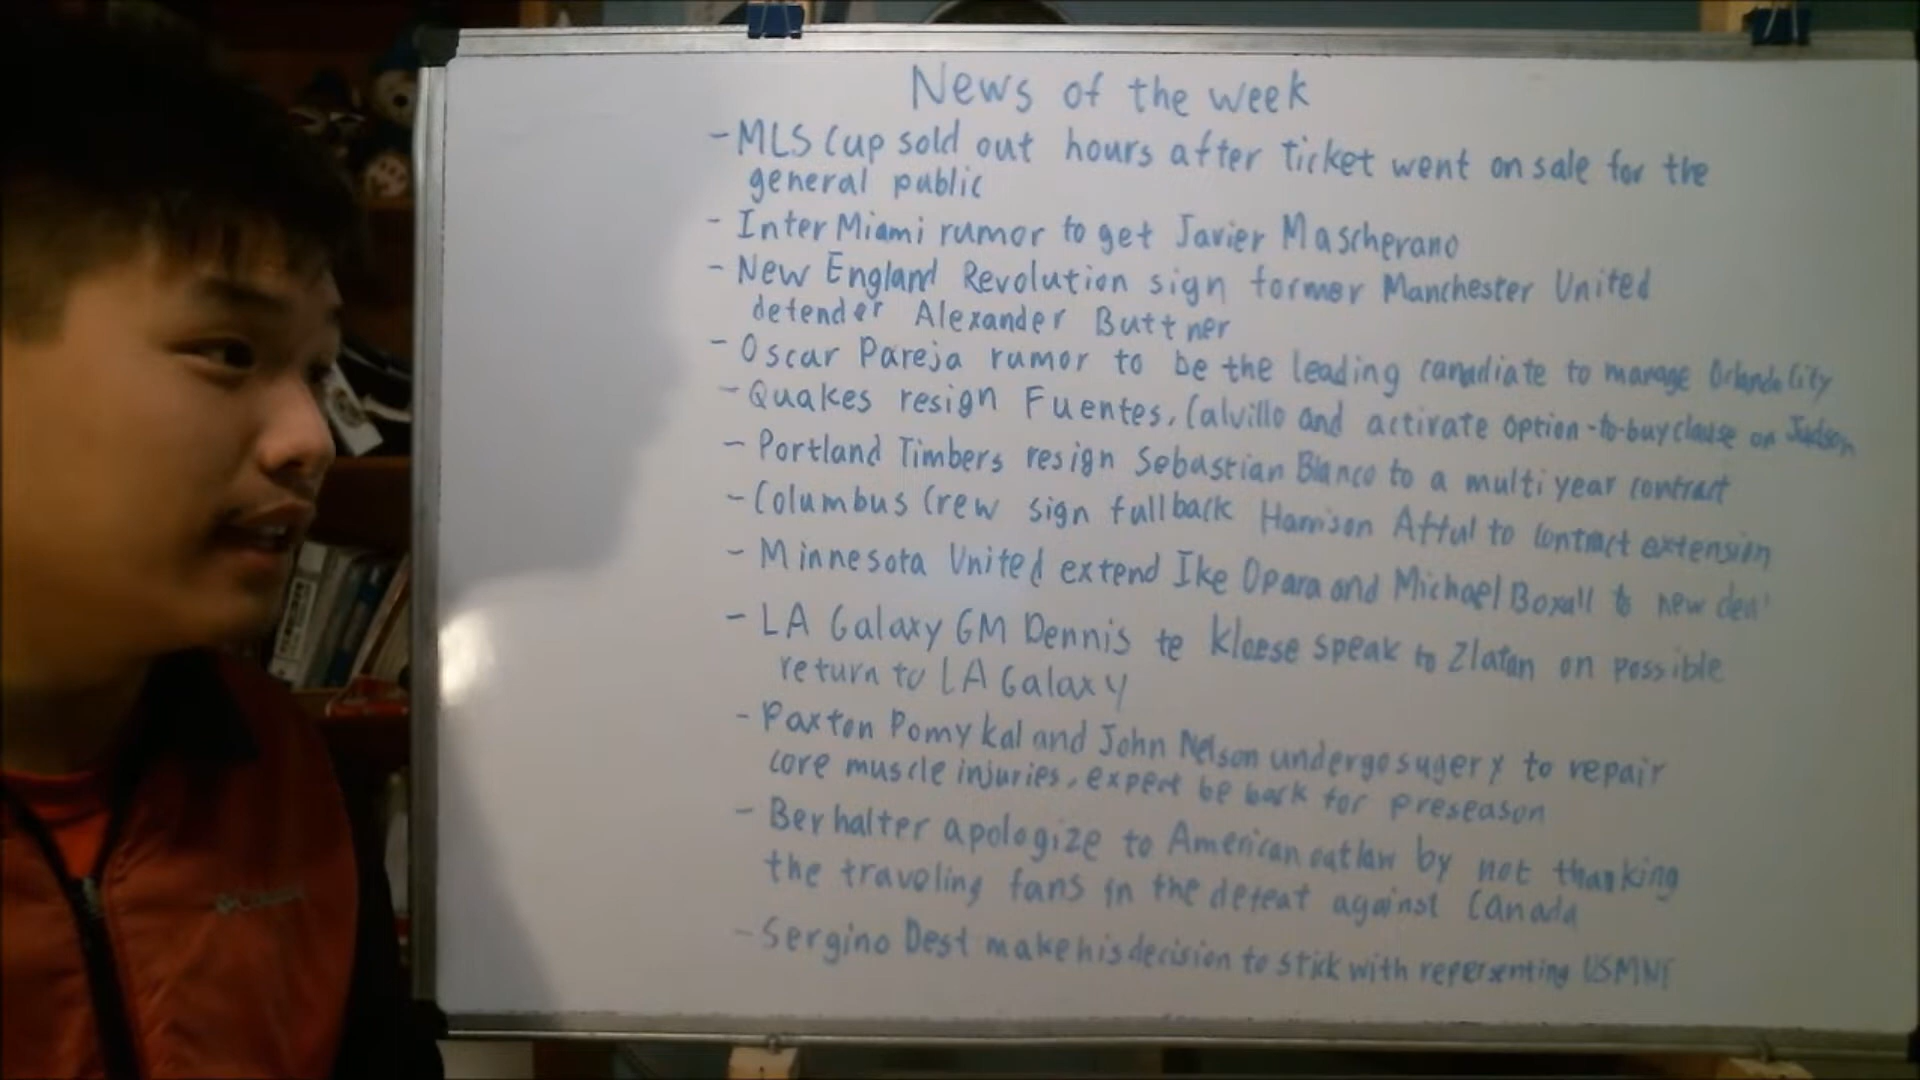 News of the week
- MLS Cup sold out hours after ticket went on sale for the
general public
- Inter Miami rumor to get Javier Mascherano
- New England Revolution sign former Manchester United
defender Alexander Buttner
- Oscar Pareja rumor to be the leading canadiate to manage Orlando City
- Quakes resign Fuentes, Calvillo and activate option-to-buy clause on Judson
- Portland Timbers resign Sebastian Blanco to a multi year contract
- Columbus Crew sign fullback Harrison Afful to contract extension
- Minnesota United extend Ike Opara and Michael Boxall to new deal
- LA Galaxy GM Dennis te kloese speak to Zlatan on possible
return to LA Galaxy
- Paxton Pomykal and John Nelson undergo sugery to repair
core muscle injuries, expect be back for preseason
- Berhalter apologize to American outlaw by not thanking
the traveling fans in the defeat against Canada
- Sergino Dest make his decision to stick with repersenting USMNT
Columbia